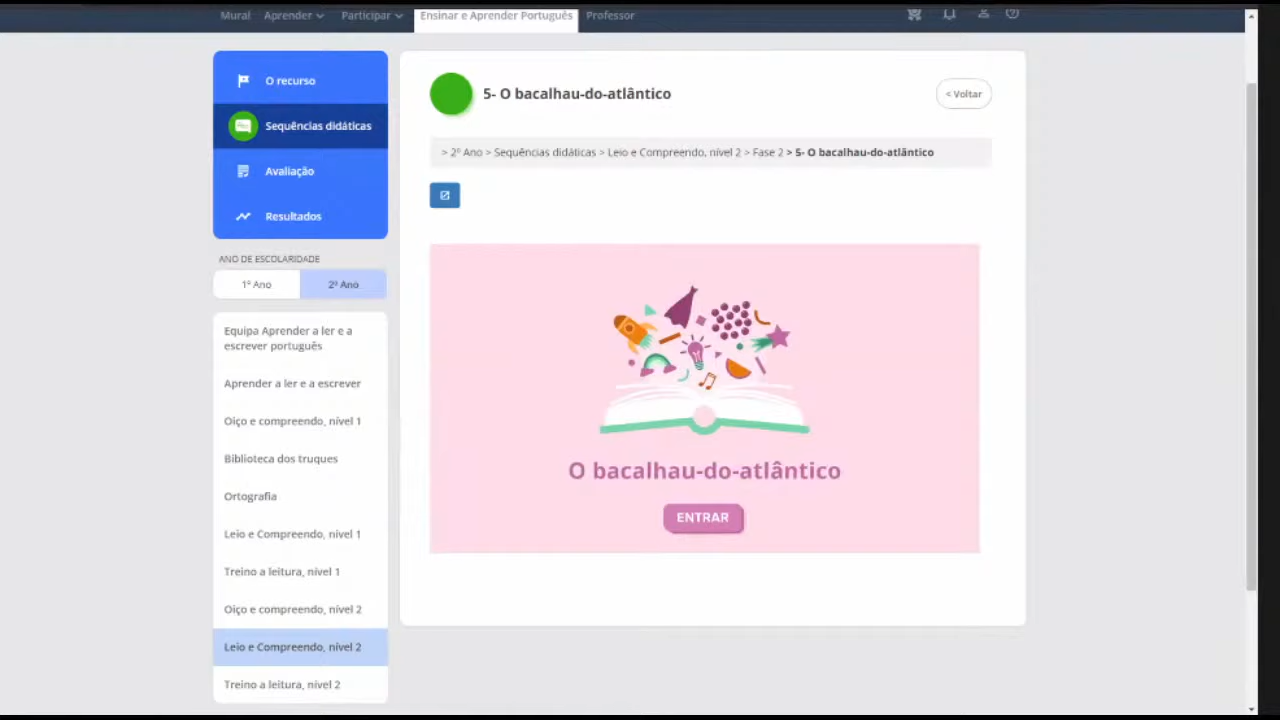 Mural Aprender Participar Ensinar e Aprender Português Professor
O recurso
Sequências didáticas
Avaliação
Resultados
ANO DE ESCOLARIDADE
1º Ano 2º Ano
Equipa Aprender a ler e a
escrever português
Aprender a ler e a escrever
Oiço e compreendo, nível 1
Biblioteca dos truques
Ortografia
Leio e Compreendo, nível 1
Treino a leitura, nível 1
Oiço e compreendo, nível 2
Leio e Compreendo, nível 2
Treino a leitura, nível 2
5- O bacalhau-do-atlântico
< Voltar
> 2º Ano > Sequências didáticas > Leio e Compreendo, nível 2 > Fase 2 > 5- O bacalhau-do-atlântico
O bacalhau-do-atlântico
ENTRAR